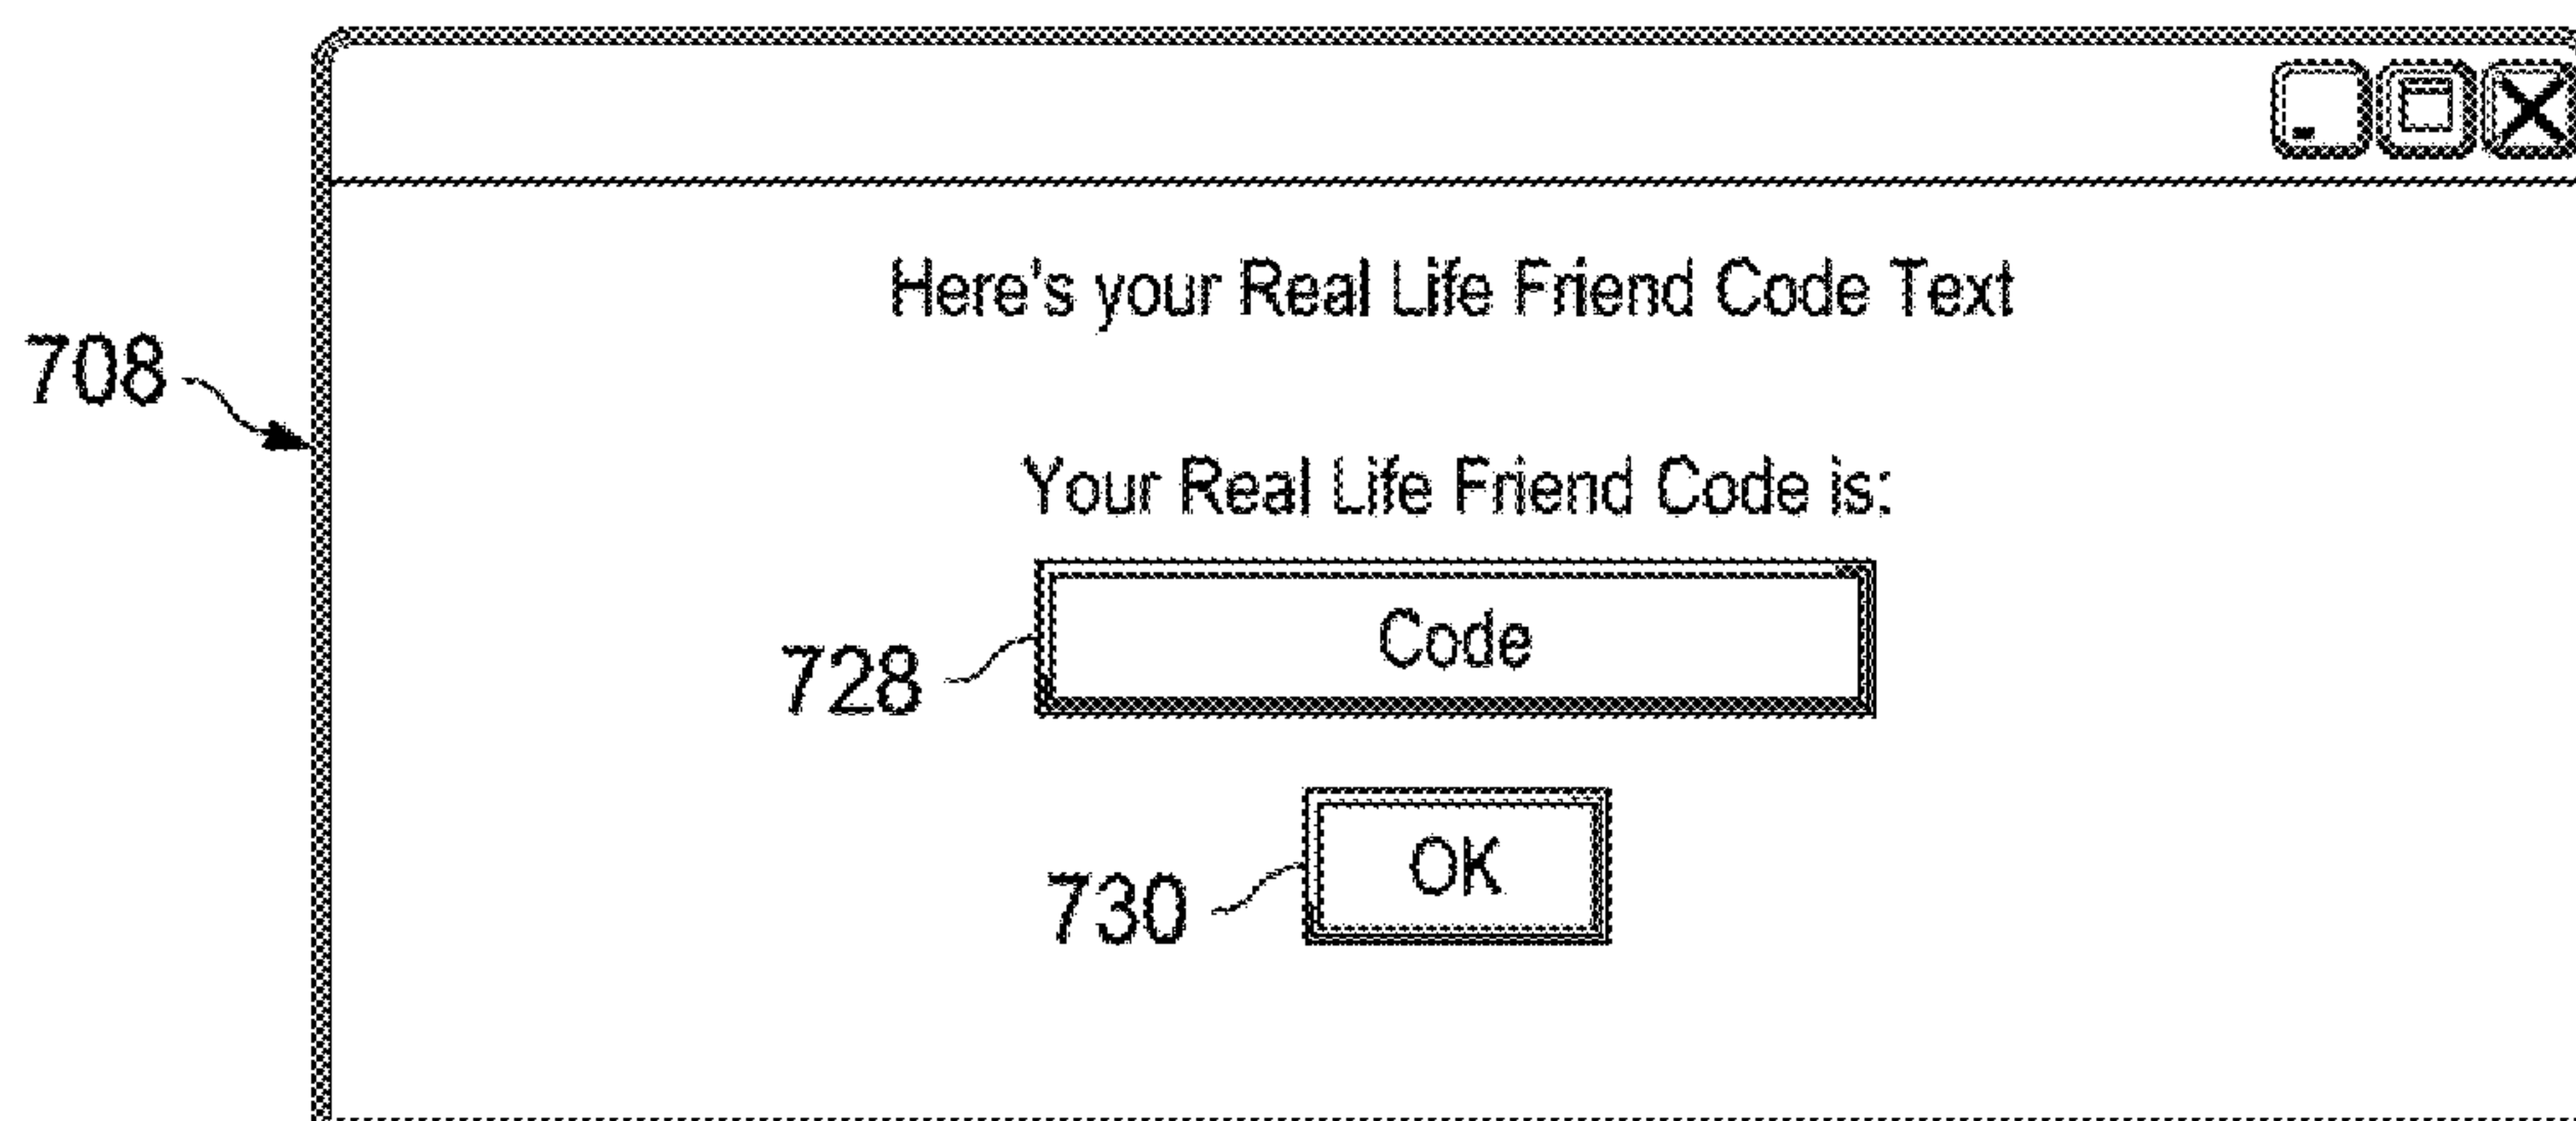 Here's your Real Life Friend Code Text
708
Your Real Life Friend Code is:
Code
728
OK
730